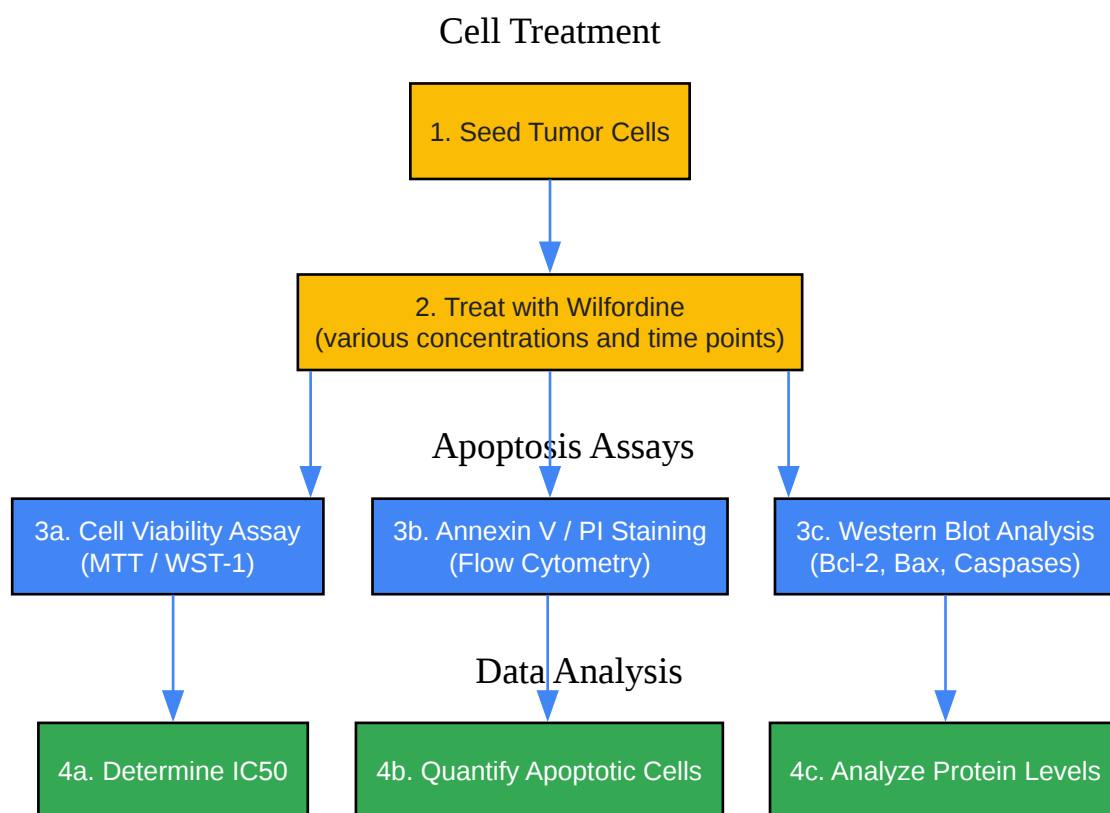 Cell Treatment
1. Seed Tumor Cells
2. Treat with Wilfordine
(various concentrations and time points)
Apoptosis Assays
3a. Cell Viability Assay
(MTT / WST-1)
3b. Annexin V / PI Staining
(Flow Cytometry)
3c. Western Blot Analysis
(Bcl-2, Bax, Caspases)
Data Analysis
4a. Determine IC50
4b. Quantify Apoptotic Cells
4c. Analyze Protein Levels